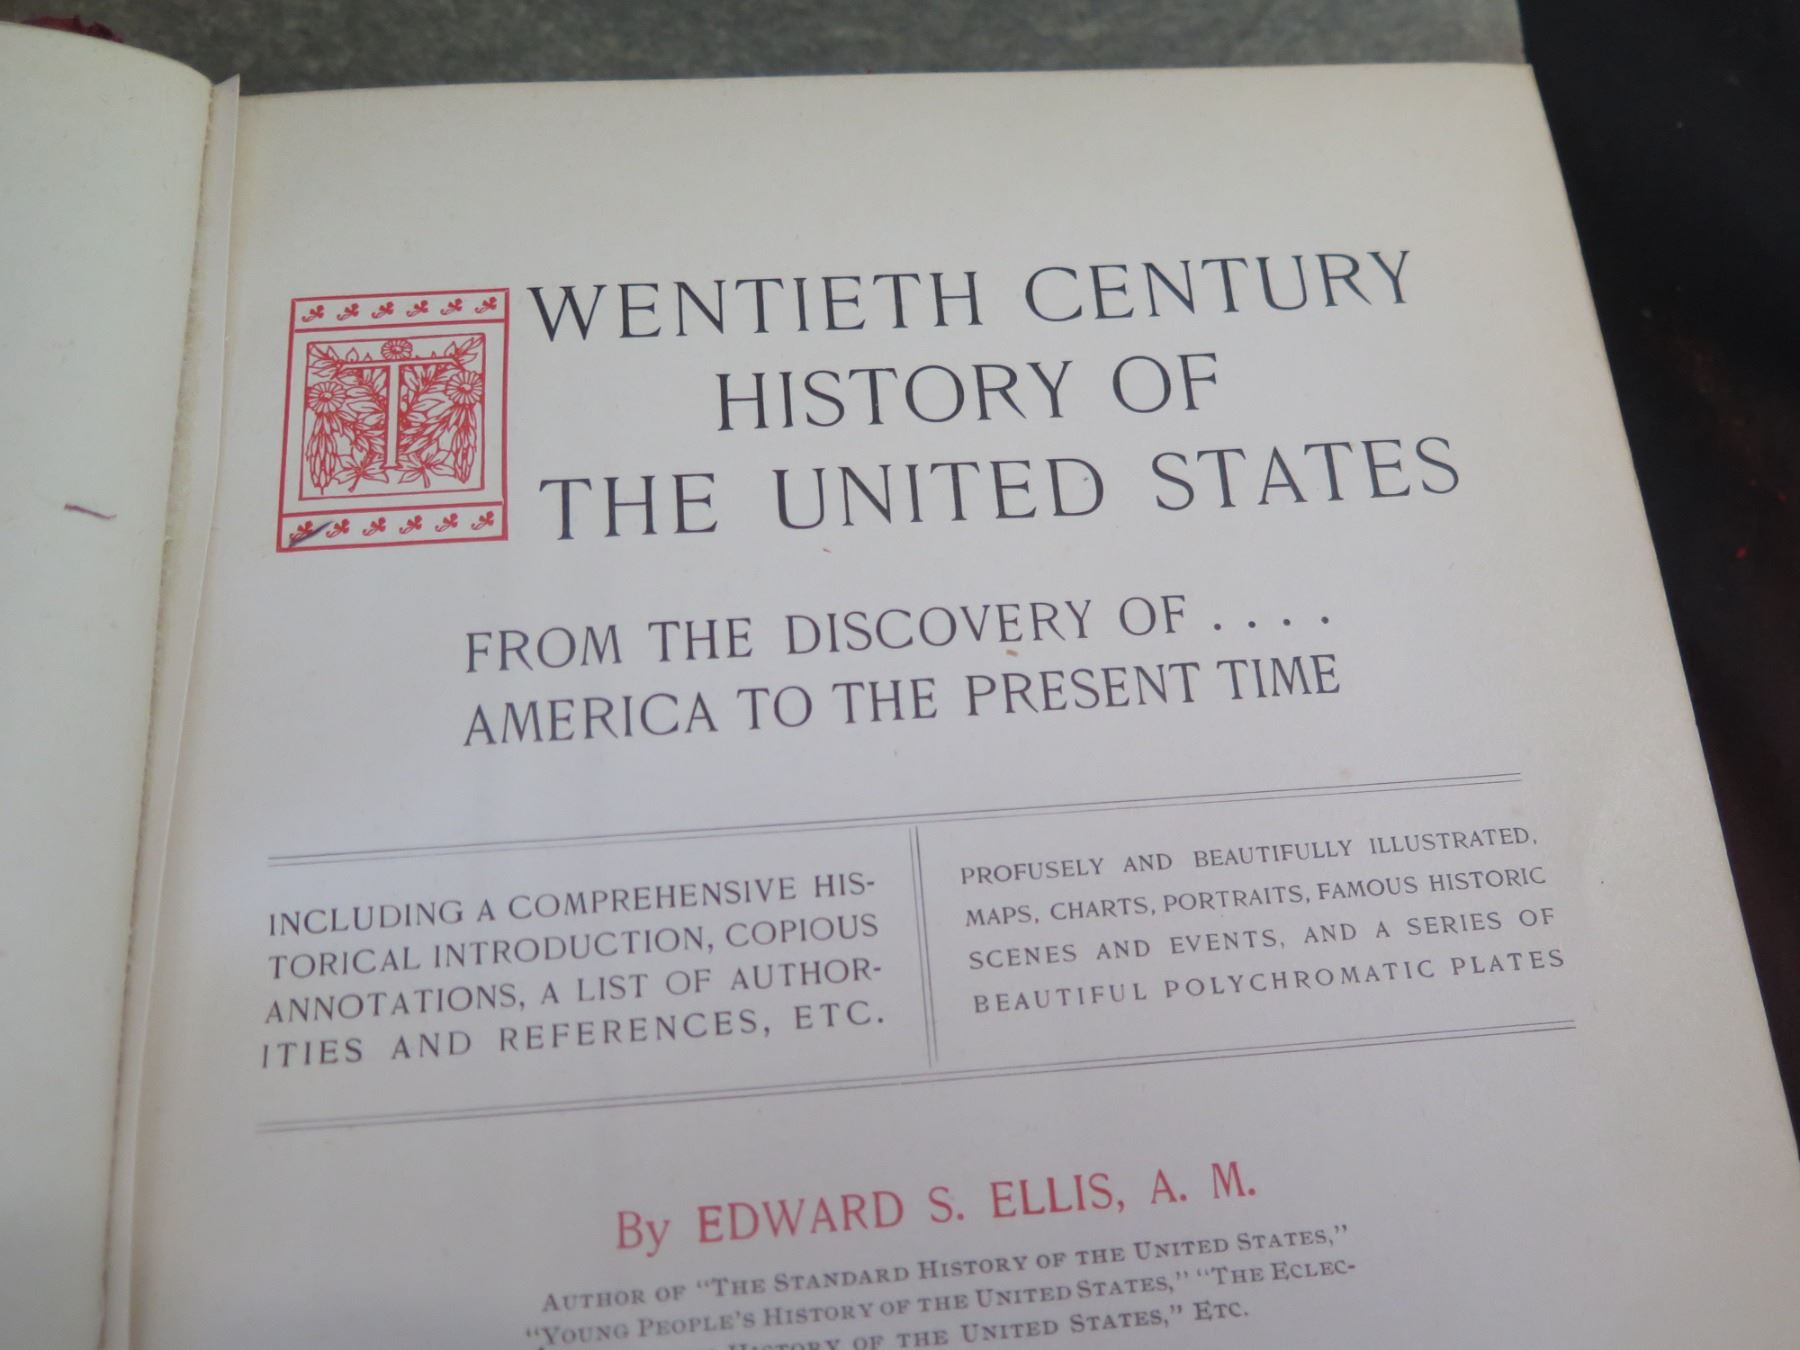 TWENTIETH CENTURY
HISTORY OF
THE UNITED STATES
FROM THE DISCOVERY OF ....
AMERICA TO THE PRESENT TIME
INCLUDING A COMPREHENSIVE HIS-
TORICAL INTRODUCTION, COPIOUS
ANNOTATIONS, A LIST OF AUTHOR-
ITIES AND REFERENCES, ETC.
PROFUSELY AND BEAUTIFULLY ILLUSTRATED,
MAPS, CHARTS, PORTRAITS, FAMOUS HISTORIC
SCENES AND EVENTS, AND A SERIES OF
BEAUTIFUL POLYCHROMATIC PLATES
By EDWARD S. ELLIS, A. M.
AUTHOR OF "THE STANDARD HISTORY OF THE UNITED STATES,"
"YOUNG PEOPLE'S HISTORY OF THE UNITED STATES," "THE ECLEC-
HISTORY OF THE UNITED STATES," ETC.